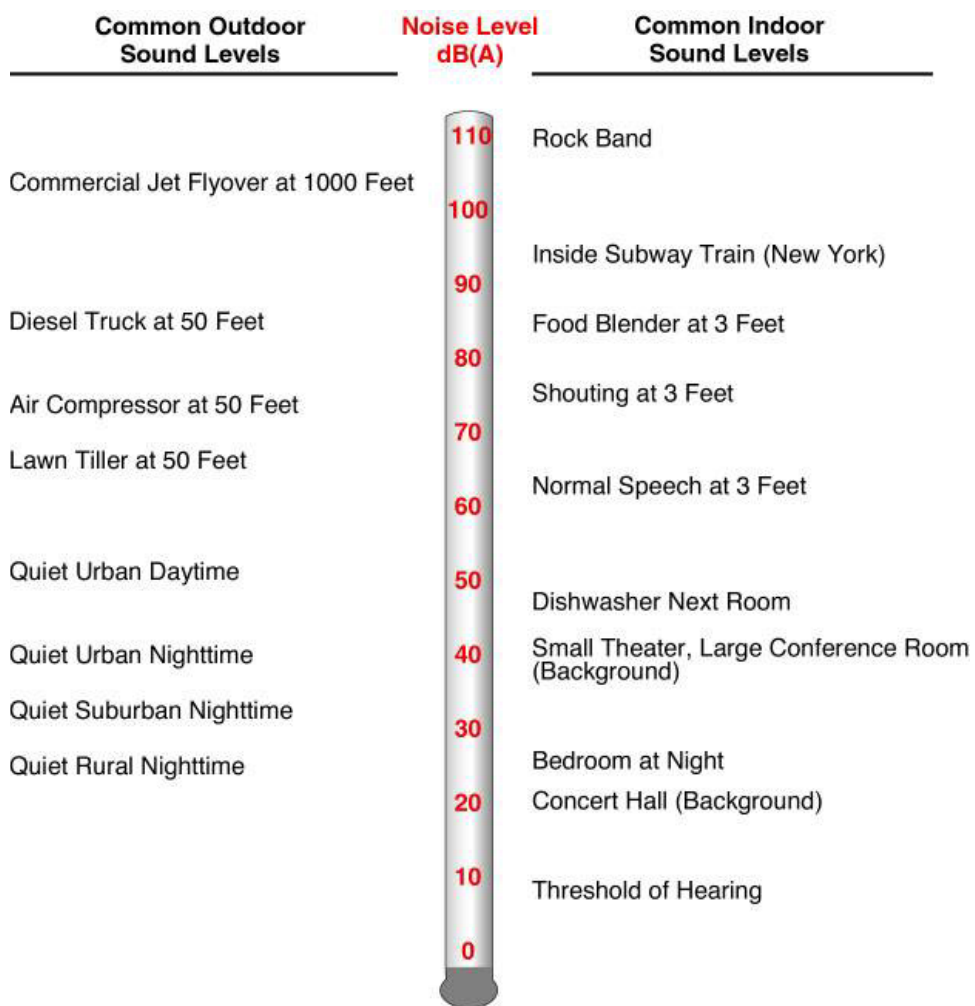 Common Outdoor
Sound Levels
Noise Level
dB(A)
Common Indoor
Sound Levels
110
Rock Band
Commercial Jet Flyover at 1000 Feet
100
Inside Subway Train (New York)
90
Diesel Truck at 50 Feet
Food Blender at 3 Feet
80
Shouting at 3 Feet
Air Compressor at 50 Feet
70
Lawn Tiller at 50 Feet
Normal Speech at 3 Feet
60
Quiet Urban Daytime
50
Dishwasher Next Room
Quiet Urban Nighttime
40
Small Theater, Large Conference Room
(Background)
Quiet Suburban Nighttime
30
Quiet Rural Nighttime
Bedroom at Night
20
Concert Hall (Background)
10
Threshold of Hearing
0